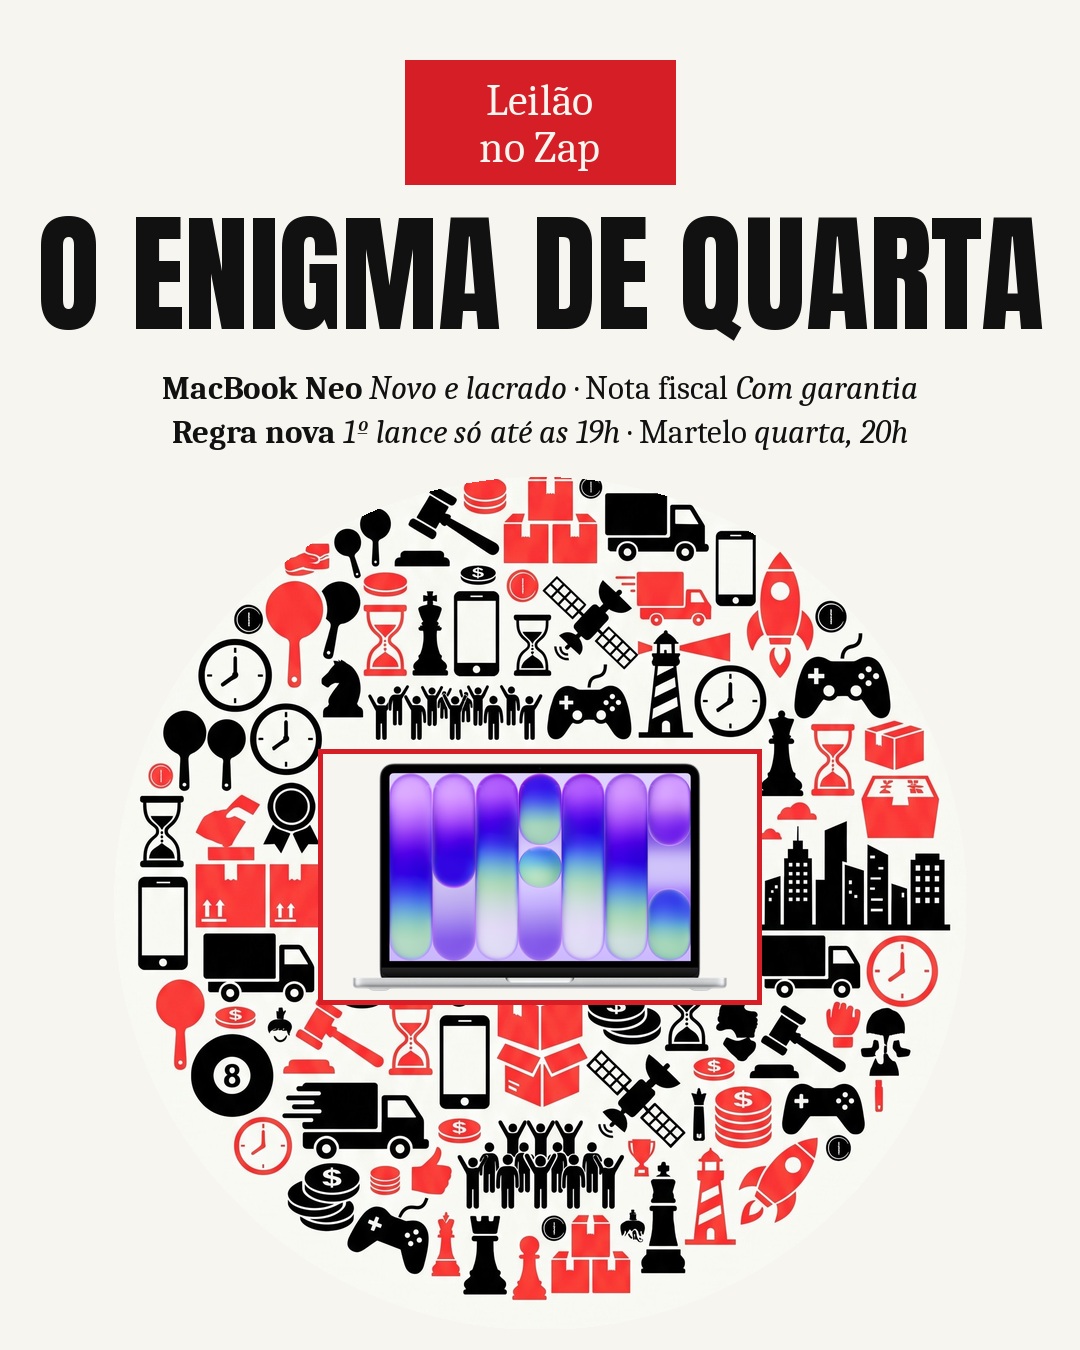 Leilão
no Zap
O ENIGMA DE QUARTA
MacBook Neo Novo e lacrado · Nota fiscal Com garantia
Regra nova 1º lance só até as 19h · Martelo quarta, 20h
$
8
$
$
$
$
$